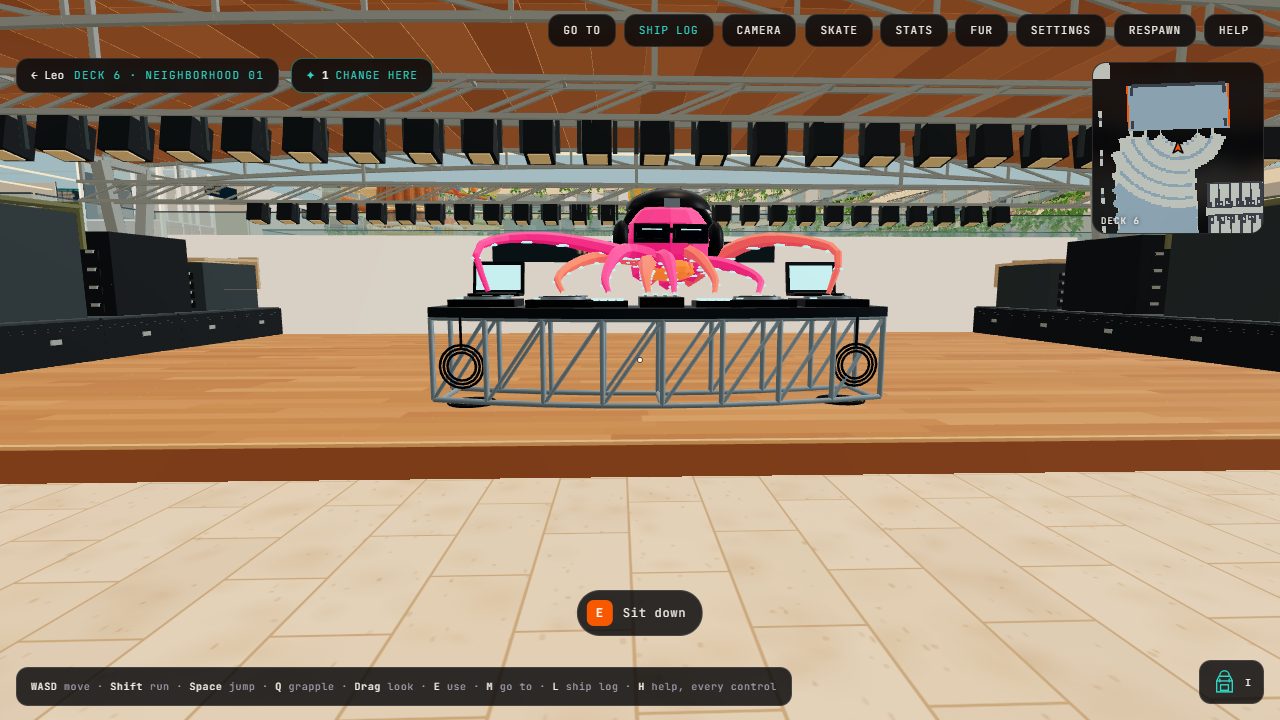 GO TO
SHIP LOG
CAMERA
SKATE
STATS
FUR
SETTINGS
RESPAWN
HELP
← Leo DECK 6 · NEIGHBORHOOD 01
✦ 1 CHANGE HERE
DECK 6
E Sit down
WASD move · Shift run · Space jump · Q grapple · Drag look · E use · M go to · L ship log · H help, every control
I